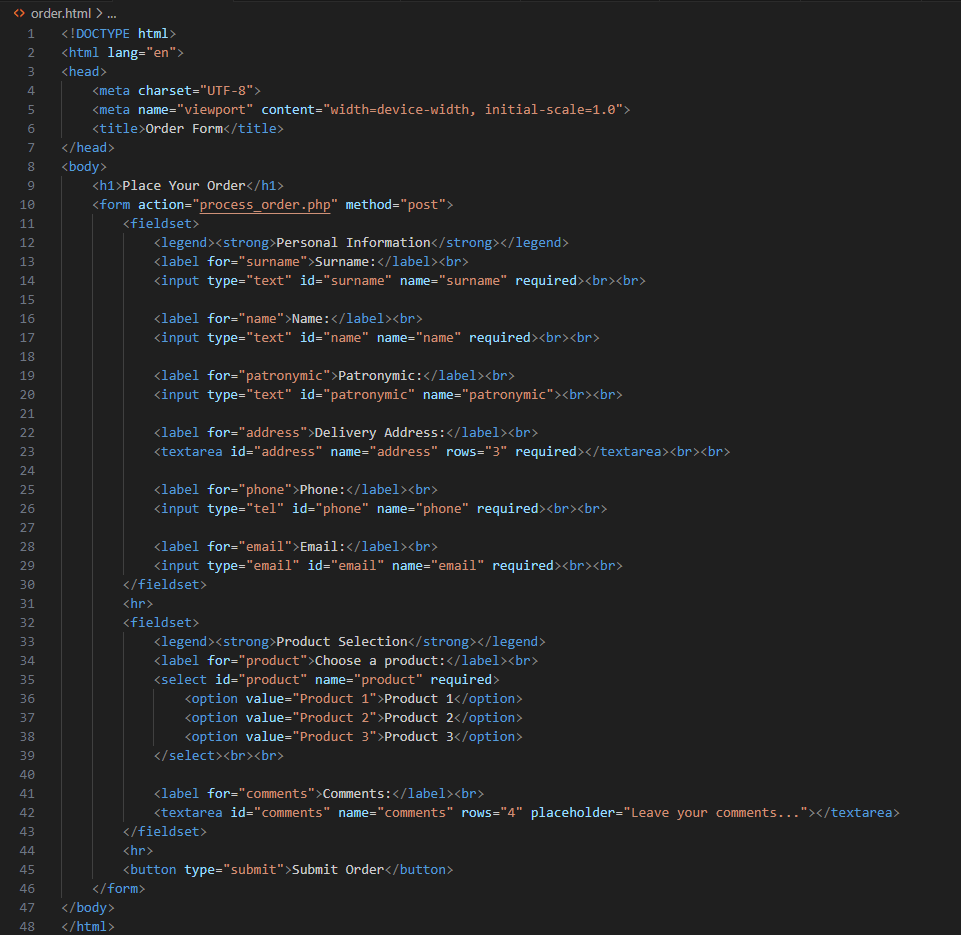 order.html > ...
1 <!DOCTYPE html>
2 <html lang="en">
3 <head>
4     <meta charset="UTF-8">
5     <meta name="viewport" content="width=device-width, initial-scale=1.0">
6     <title>Order Form</title>
7 </head>
8 <body>
9     <h1>Place Your Order</h1>
10     <form action="process_order.php" method="post">
11         <fieldset>
12             <legend><strong>Personal Information</strong></legend>
13             <label for="surname">Surname:</label><br>
14             <input type="text" id="surname" name="surname" required><br><br>
15
16             <label for="name">Name:</label><br>
17             <input type="text" id="name" name="name" required><br><br>
18
19             <label for="patronymic">Patronymic:</label><br>
20             <input type="text" id="patronymic" name="patronymic"><br><br>
21
22             <label for="address">Delivery Address:</label><br>
23             <textarea id="address" name="address" rows="3" required></textarea><br><br>
24
25             <label for="phone">Phone:</label><br>
26             <input type="tel" id="phone" name="phone" required><br><br>
27
28             <label for="email">Email:</label><br>
29             <input type="email" id="email" name="email" required><br><br>
30         </fieldset>
31         <hr>
32         <fieldset>
33             <legend><strong>Product Selection</strong></legend>
34             <label for="product">Choose a product:</label><br>
35             <select id="product" name="product" required>
36                 <option value="Product 1">Product 1</option>
37                 <option value="Product 2">Product 2</option>
38                 <option value="Product 3">Product 3</option>
39             </select><br><br>
40
41             <label for="comments">Comments:</label><br>
42             <textarea id="comments" name="comments" rows="4" placeholder="Leave your comments..."></textarea>
43         </fieldset>
44         <hr>
45         <button type="submit">Submit Order</button>
46     </form>
47 </body>
48 </html>